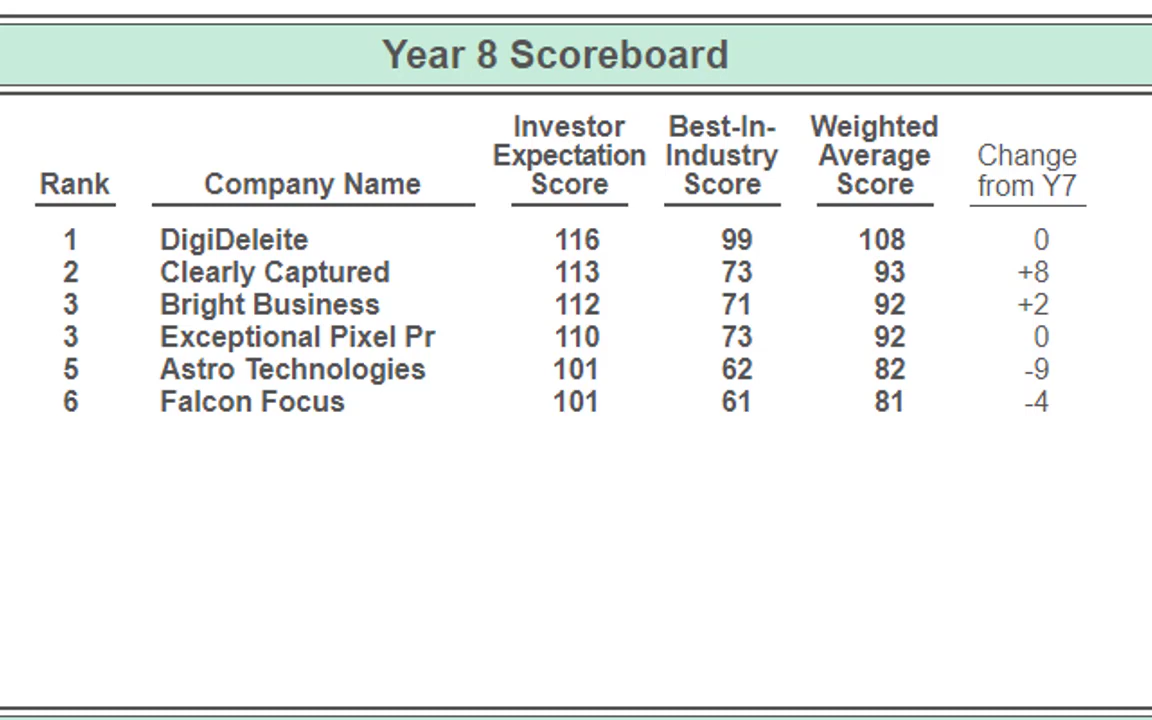 Year 8 Scoreboard
Investor Best-In- Weighted
Expectation Industry Average Change
Rank Company Name Score Score Score from Y7
1 DigiDeleite 116 99 108 0
2 Clearly Captured 113 73 93 +8
3 Bright Business 112 71 92 +2
3 Exceptional Pixel Pr 110 73 92 0
5 Astro Technologies 101 62 82 -9
6 Falcon Focus 101 61 81 -4